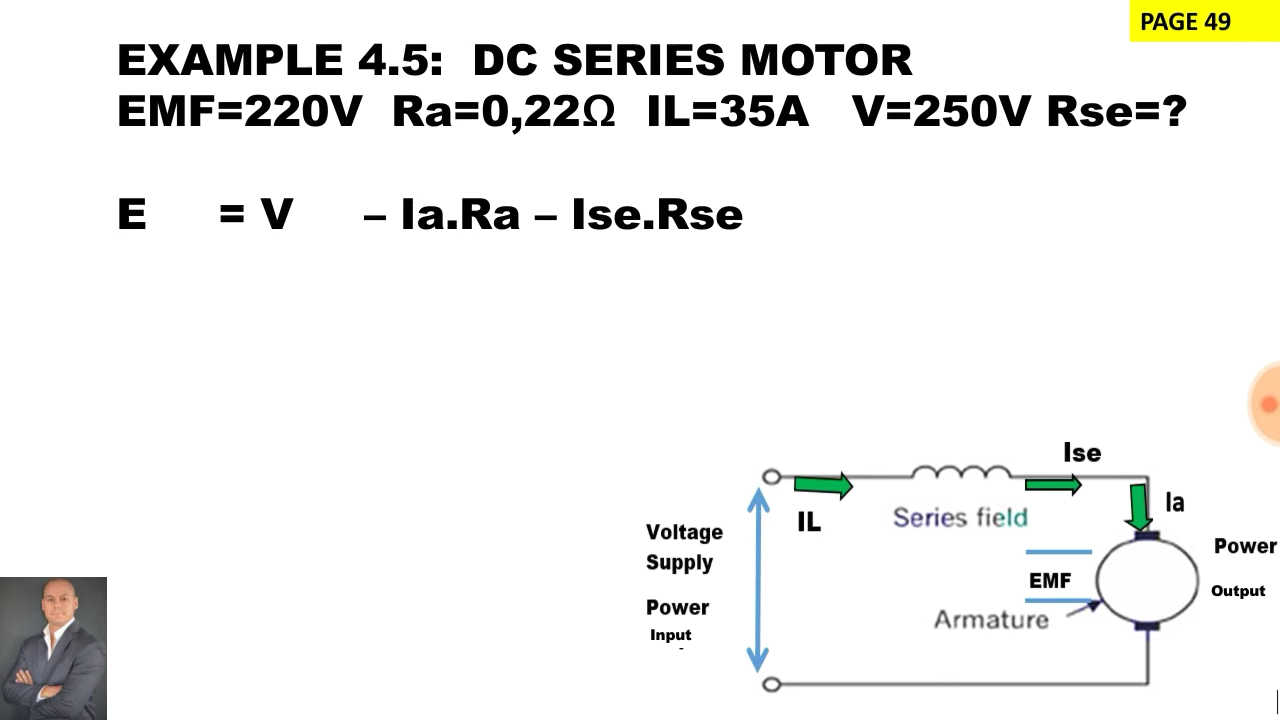 PAGE 49
EXAMPLE 4.5:  DC SERIES MOTOR
EMF=220V  Ra=0,22Ω  IL=35A   V=250V Rse=?
E     = V     – Ia.Ra – Ise.Rse
Ise
IL
Series field
Ia
Voltage
Supply
Power
Input
EMF
Armature
Power
Output